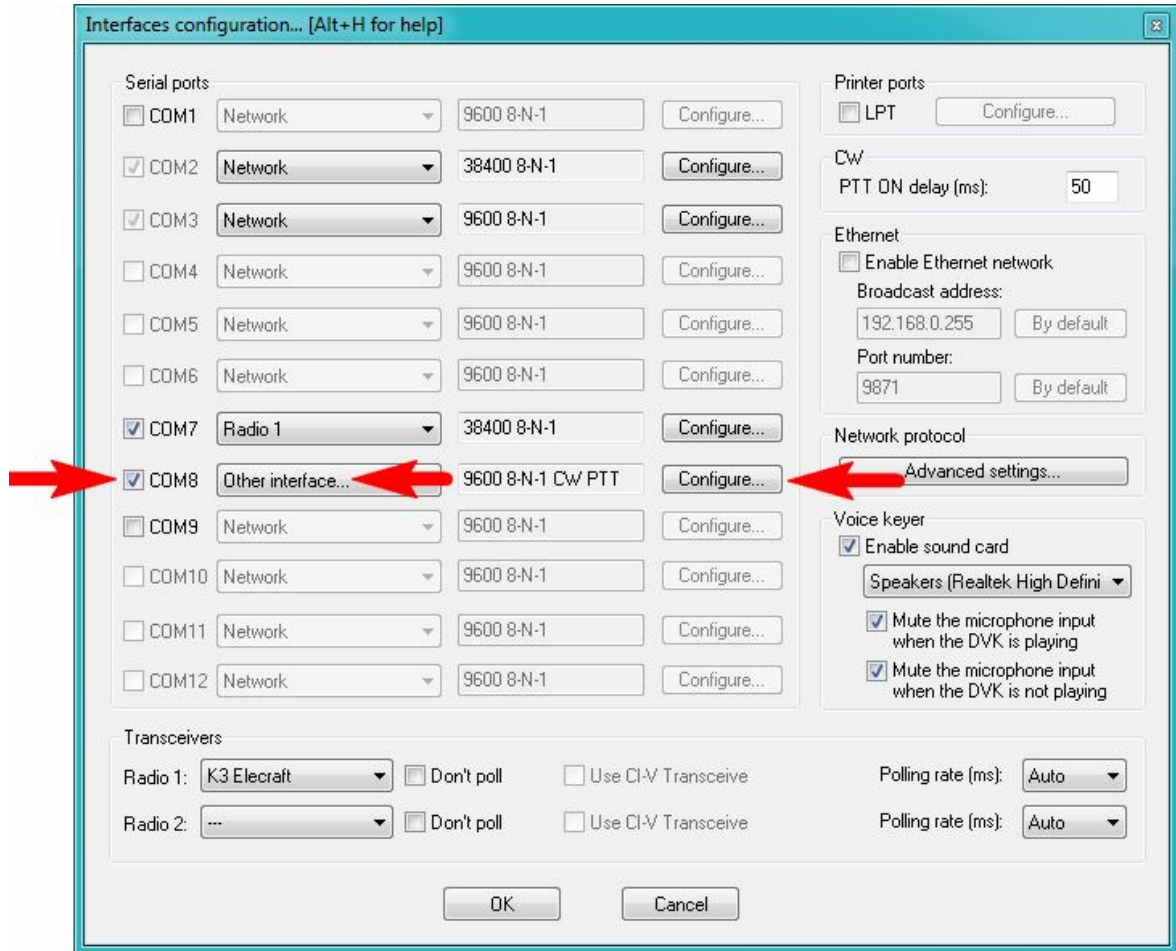 Interfaces configuration... [Alt+H for help]
Serial ports
COM1 Network 9600 8-N-1 Configure...
COM2 Network 38400 8-N-1 Configure...
COM3 Network 9600 8-N-1 Configure...
COM4 Network 9600 8-N-1 Configure...
COM5 Network 9600 8-N-1 Configure...
COM6 Network 9600 8-N-1 Configure...
COM7 Radio 1 38400 8-N-1 Configure...
COM8 Other interface... 9600 8-N-1 CW PTT Configure...
COM9 Network 9600 8-N-1 Configure...
COM10 Network 9600 8-N-1 Configure...
COM11 Network 9600 8-N-1 Configure...
COM12 Network 9600 8-N-1 Configure...
Printer ports
LPT Configure...
CW
PTT ON delay (ms): 50
Ethernet
Enable Ethernet network
Broadcast address:
192.168.0.255 By default
Port number:
9871 By default
Network protocol
Advanced settings...
Voice keyer
Enable sound card
Speakers (Realtek High Defini
Mute the microphone input
when the DVK is playing
Mute the microphone input
when the DVK is not playing
Transceivers
Radio 1: K3 Elecraft Don't poll Use CI-V Transceive Polling rate (ms): Auto
Radio 2: --- Don't poll Use CI-V Transceive Polling rate (ms): Auto
OK Cancel